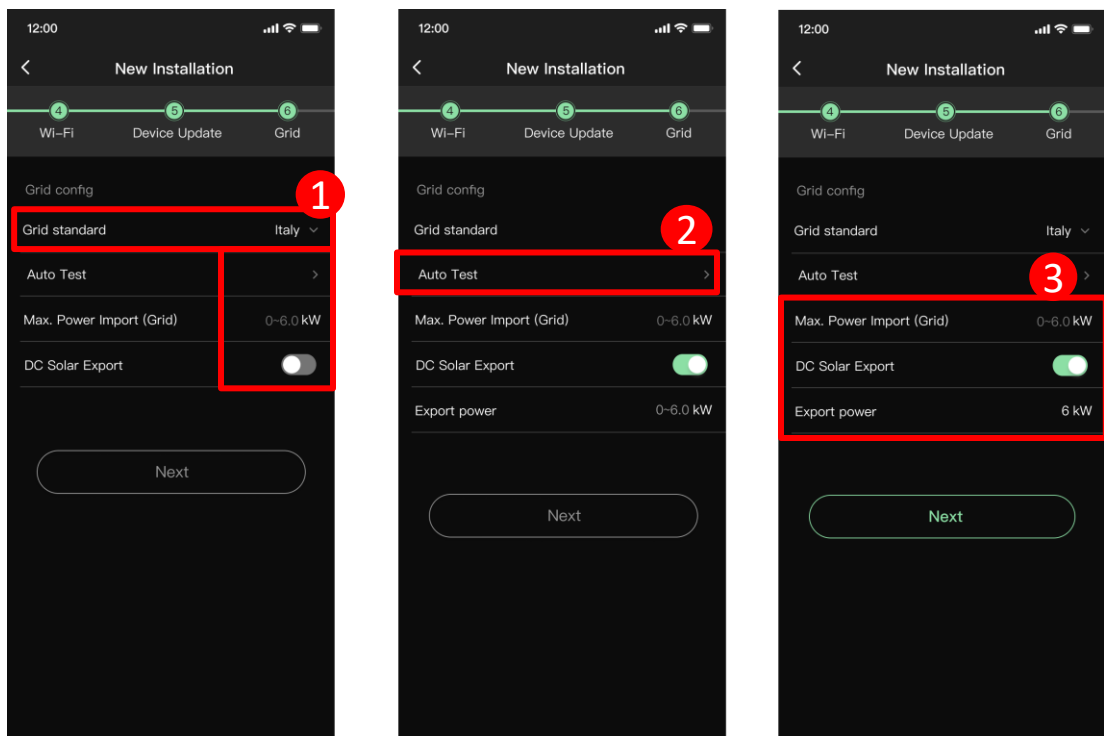 12:00
New Installation
4 5 6
Wi-Fi Device Update Grid
Grid config
1
Grid standard Italy
Auto Test
Max. Power Import (Grid) 0~6.0 kW
DC Solar Export
Next
12:00
New Installation
4 5 6
Wi-Fi Device Update Grid
Grid config
Grid standard
2
Auto Test
Max. Power Import (Grid) 0~6.0 kW
DC Solar Export
Export power 0~6.0 kW
Next
12:00
New Installation
4 5 6
Wi-Fi Device Update Grid
Grid config
Grid standard Italy
Auto Test
3
Max. Power Import (Grid) 0~6.0 kW
DC Solar Export
Export power 6 kW
Next